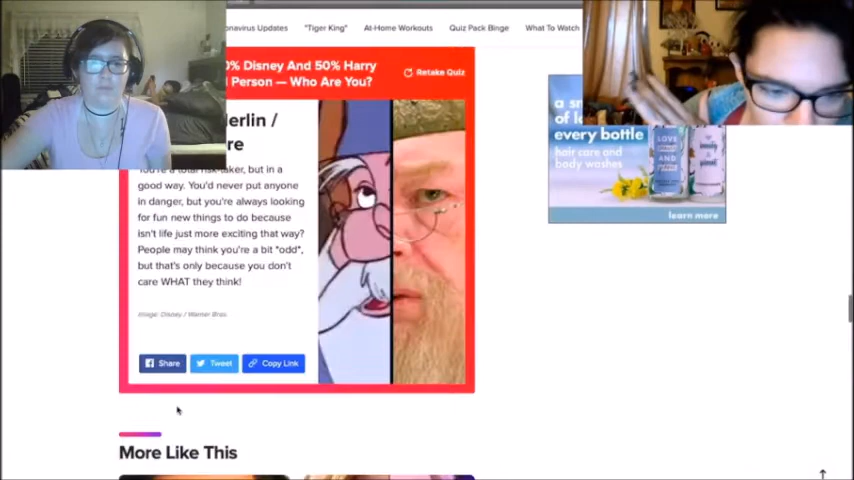 "Tiger King"
At-Home Workouts
Quiz Pack Binge
What To Watch
Updates
Disney And 50% Harry
Person — Who Are You?
Retake Quiz
/
You're a total risk-taker, but in a
good way. You'd never put anyone
in danger, but you're always looking
for fun new things to do because
isn't life just more exciting that way?
People may think you're a bit *odd*,
but that's only because you don't
care WHAT they think!
Image: Disney / Warner Bros.
Share
Tweet
Copy Link
More Like This
every bottle
hair care and
body washes
LOVE
AND
learn more